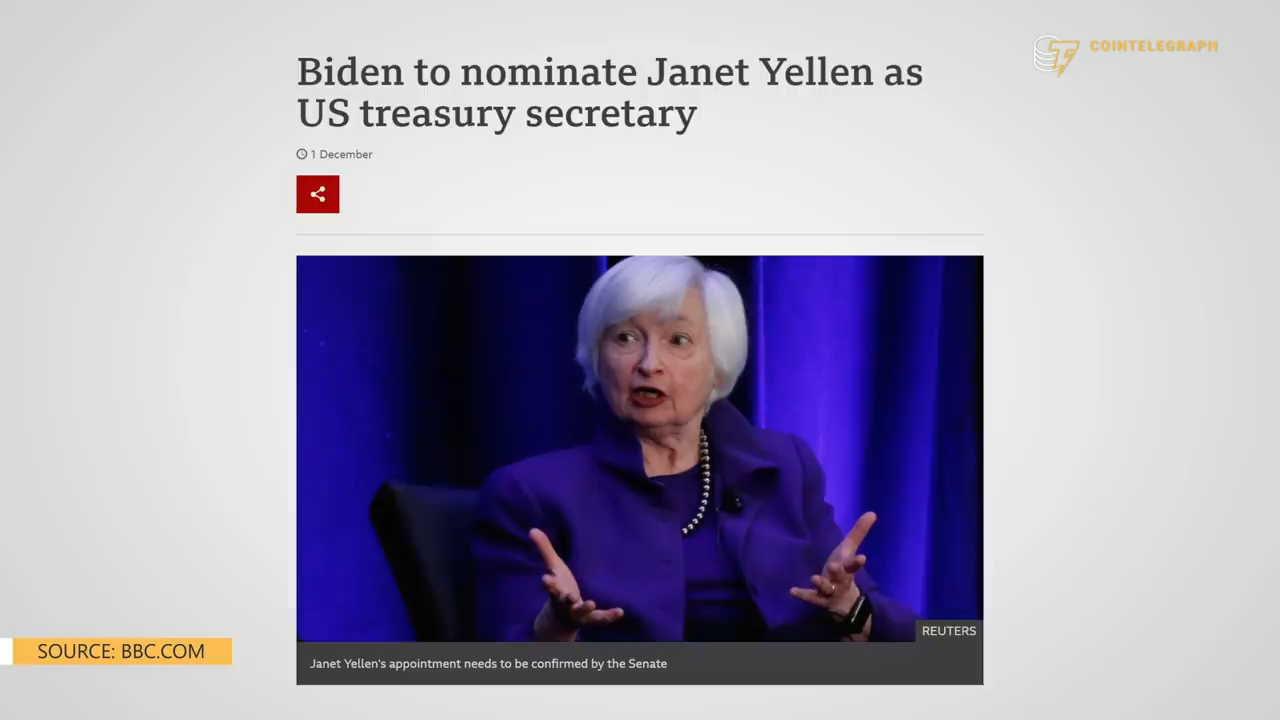 COINTELEGRAPH
Biden to nominate Janet Yellen as
US treasury secretary
1 December
REUTERS
Janet Yellen's appointment needs to be confirmed by the Senate
SOURCE: BBC.COM